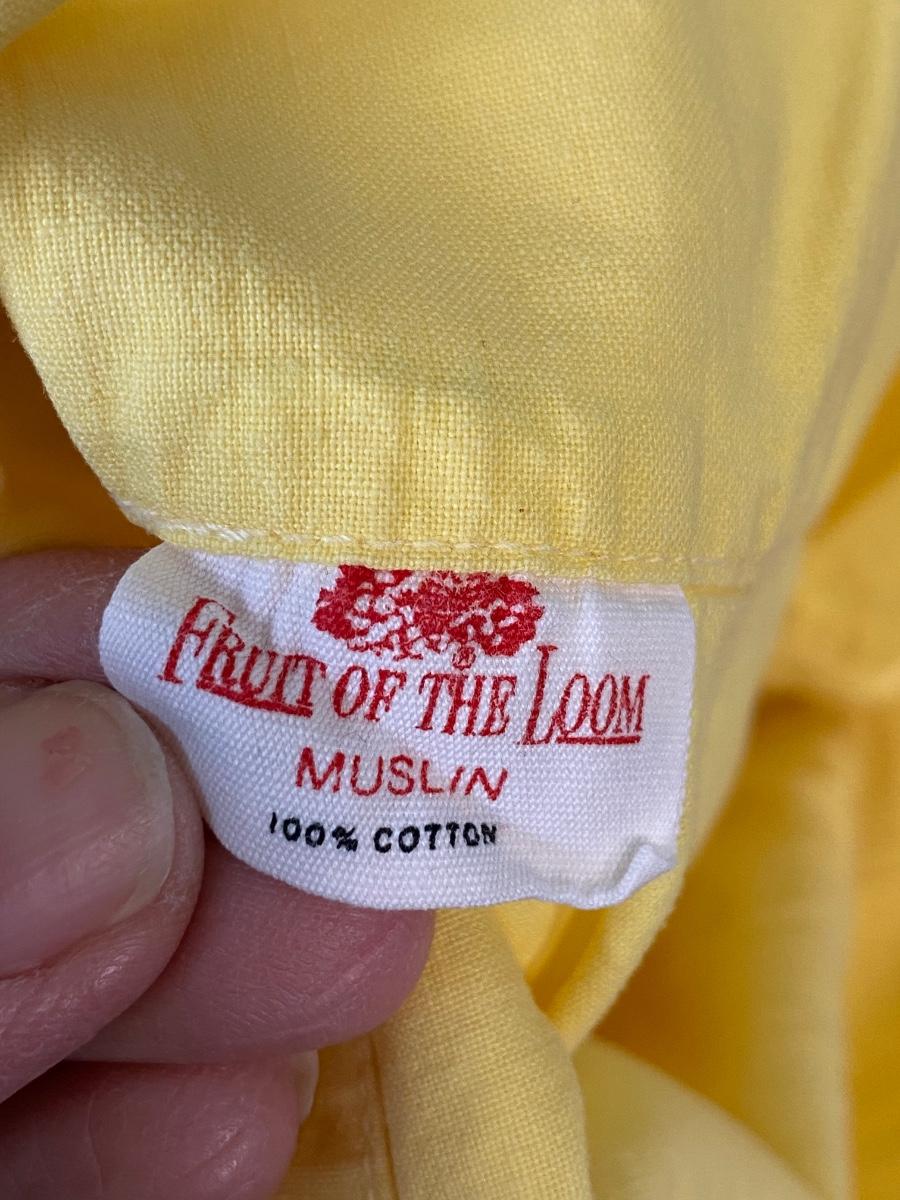 ®
FRUIT OF THE LOOM
MUSLIN
100% COTTON